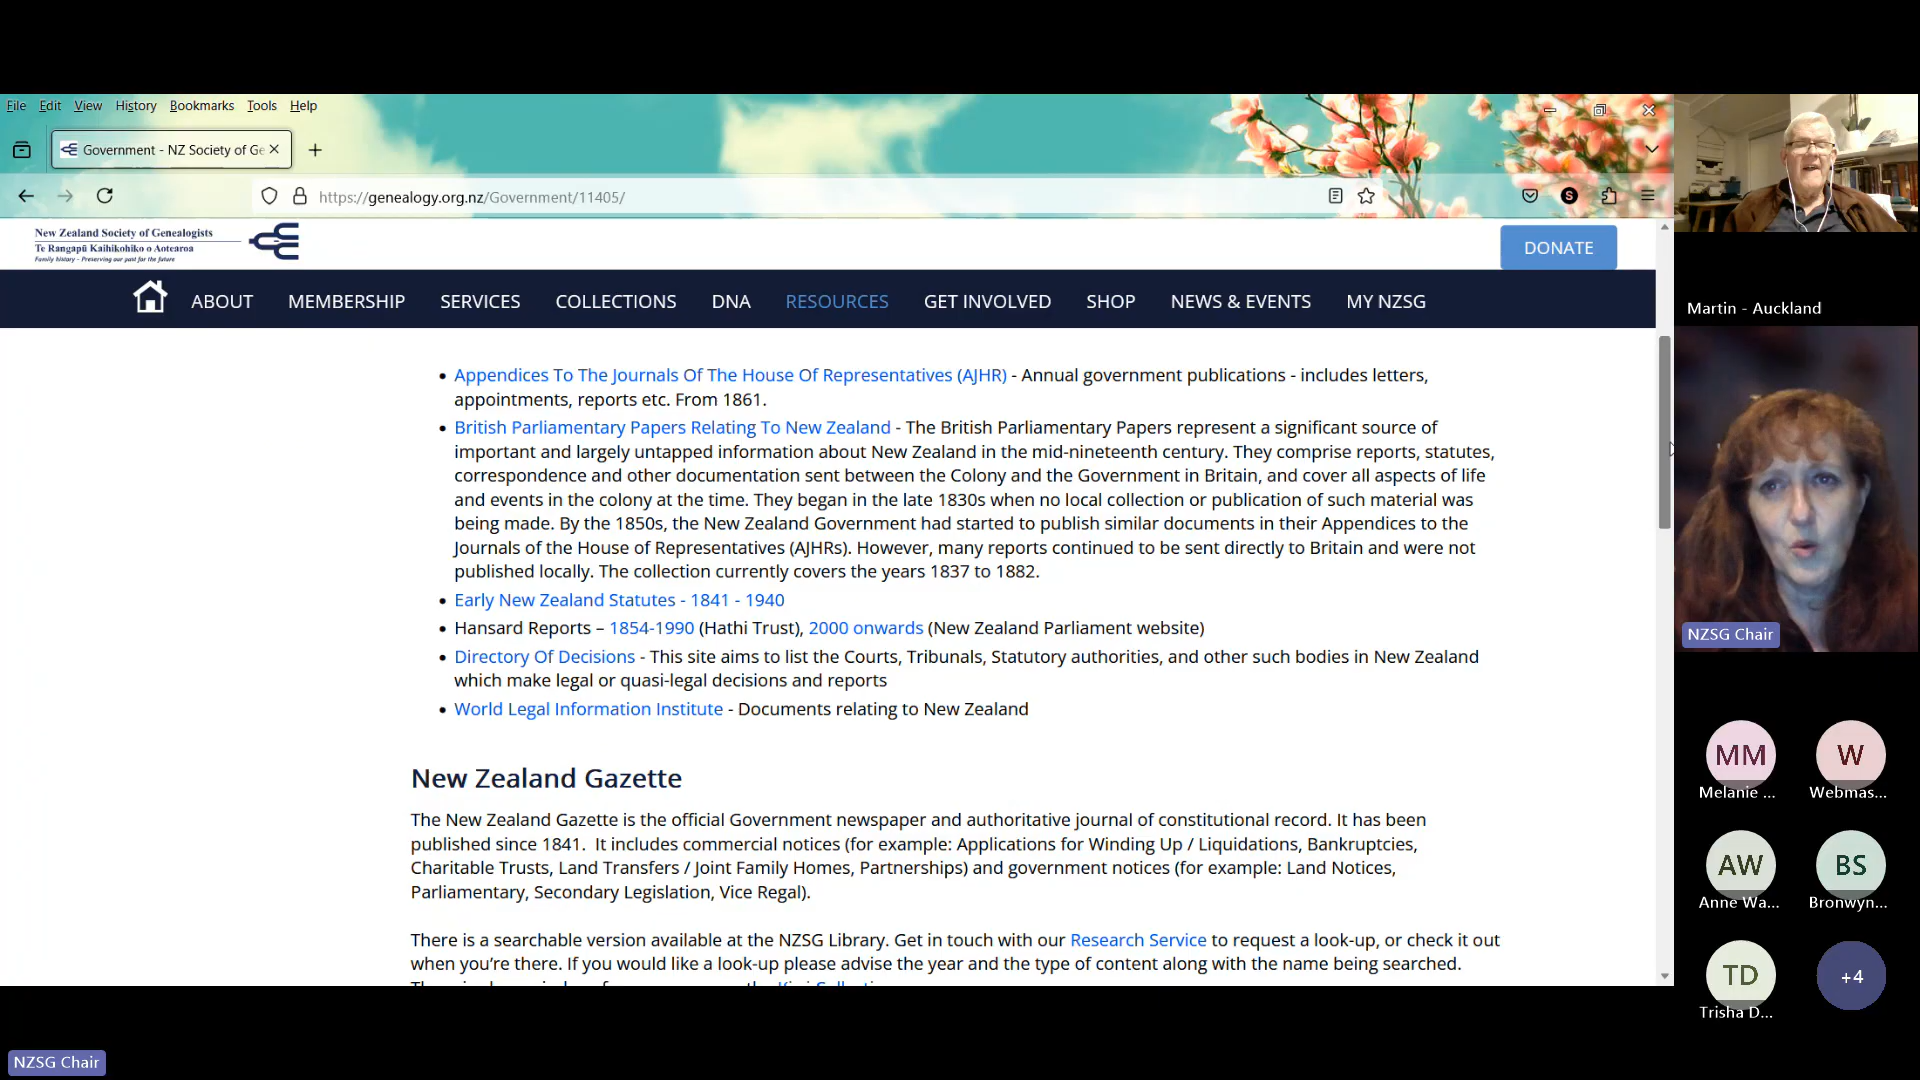 File Edit View History Bookmarks Tools Help
Government - NZ Society of Ge
https://genealogy.org.nz/Government/11405/
New Zealand Society of Genealogists
Te Rangapū Kaihikohiko o Aotearoa
Family history - Preserving our past for the future
DONATE
ABOUT MEMBERSHIP SERVICES COLLECTIONS DNA RESOURCES GET INVOLVED SHOP NEWS & EVENTS MY NZSG
Appendices To The Journals Of The House Of Representatives (AJHR) - Annual government publications - includes letters,
appointments, reports etc. From 1861.
British Parliamentary Papers Relating To New Zealand - The British Parliamentary Papers represent a significant source of
important and largely untapped information about New Zealand in the mid-nineteenth century. They comprise reports, statutes,
correspondence and other documentation sent between the Colony and the Government in Britain, and cover all aspects of life
and events in the colony at the time. They began in the late 1830s when no local collection or publication of such material was
being made. By the 1850s, the New Zealand Government had started to publish similar documents in their Appendices to the
Journals of the House of Representatives (AJHRs). However, many reports continued to be sent directly to Britain and were not
published locally. The collection currently covers the years 1837 to 1882.
Early New Zealand Statutes - 1841 - 1940
Hansard Reports – 1854-1990 (Hathi Trust), 2000 onwards (New Zealand Parliament website)
Directory Of Decisions - This site aims to list the Courts, Tribunals, Statutory authorities, and other such bodies in New Zealand
which make legal or quasi-legal decisions and reports
World Legal Information Institute - Documents relating to New Zealand
New Zealand Gazette
The New Zealand Gazette is the official Government newspaper and authoritative journal of constitutional record. It has been
published since 1841. It includes commercial notices (for example: Applications for Winding Up / Liquidations, Bankruptcies,
Charitable Trusts, Land Transfers / Joint Family Homes, Partnerships) and government notices (for example: Land Notices,
Parliamentary, Secondary Legislation, Vice Regal).
There is a searchable version available at the NZSG Library. Get in touch with our Research Service to request a look-up, or check it out
when you're there. If you would like a look-up please advise the year and the type of content along with the name being searched.
S
Martin - Auckland
NZSG Chair
MM
Melanie ...
W
Webmas...
AW
Anne Wa...
BS
Bronwyn...
TD
Trisha D...
+4
NZSG Chair